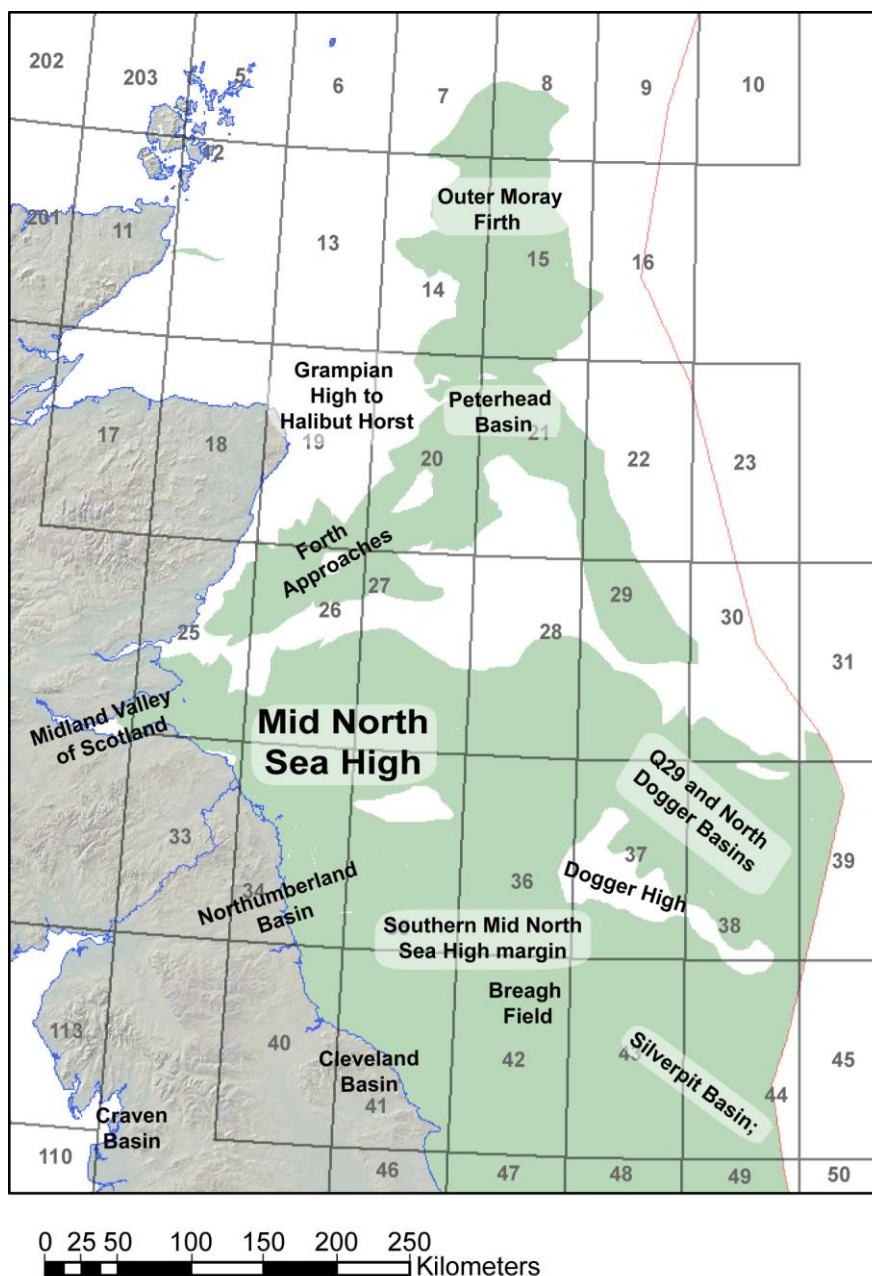 202
203
5
6
7
8
9
10
12
Outer Moray
Firth
201
11
13
14
15
16
Grampian
High to
Halibut Horst
Peterhead
Basin
17
18
19
20
21
22
23
Forth
Approaches
25
26
27
28
29
30
31
Midland Valley
of Scotland
Mid North
Sea High
Q29 and North
Dogger Basins
33
34
Northumberland
Basin
36
37
Dogger High
38
39
Southern Mid North
Sea High margin
Breagh
Field
113
40
Cleveland
Basin
41
42
43
Silverpit Basin;
44
45
Craven
Basin
110
46
47
48
49
50
0 25 50 100 150 200 250
Kilometers